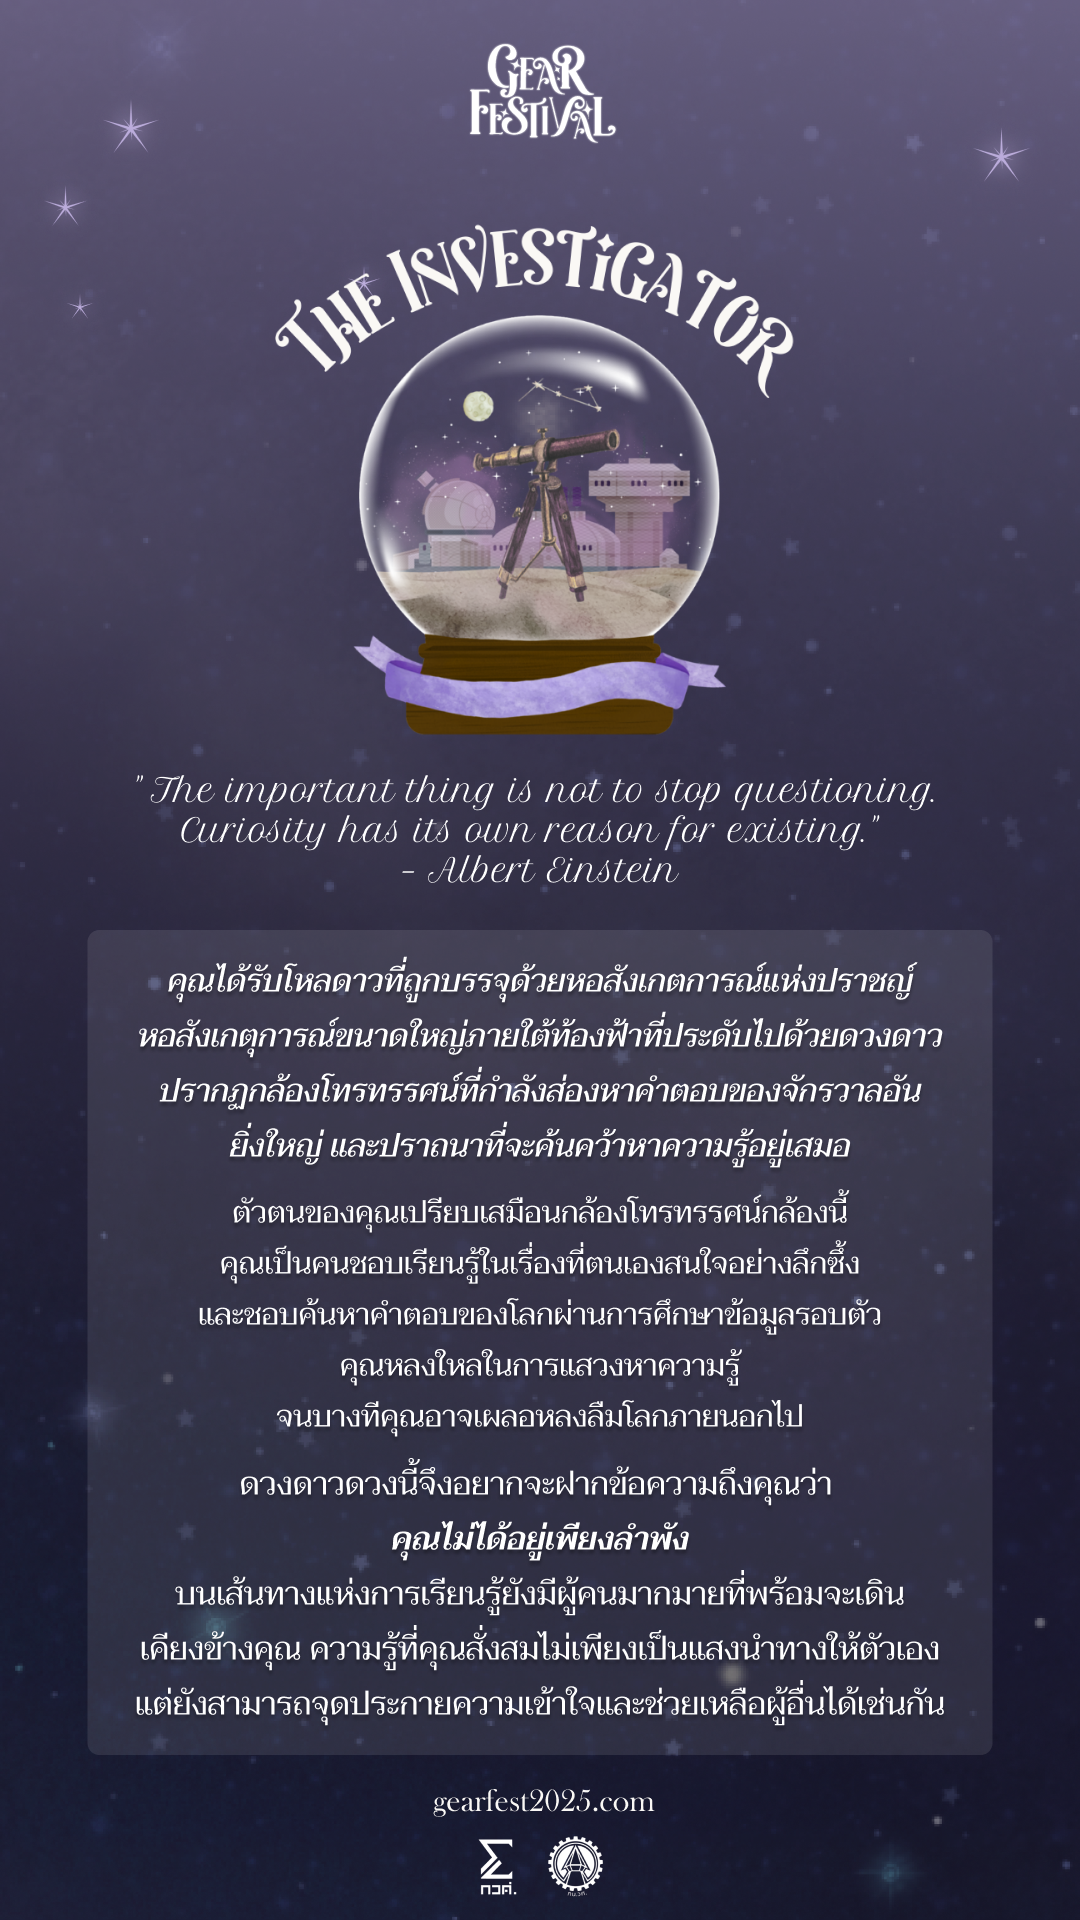 GEAR
FESTIVAL
THE INVESTIGATOR
"The important thing is not to stop questioning.
Curiosity has its own reason for existing."
- Albert Einstein
คุณได้รับโหลดาวที่ถูกบรรจุด้วยหอสังเกตการณ์แห่งปราชญ์
หอสังเกตุการณ์ขนาดใหญ่ภายใต้ท้องฟ้าที่ประดับไปด้วยดวงดาว
ปรากฏกล้องโทรทรรศน์ที่กำลังส่องหาคำตอบของจักรวาลอัน
ยิ่งใหญ่ และปราถนาที่จะค้นคว้าหาความรู้อยู่เสมอ
ตัวตนของคุณเปรียบเสมือนกล้องโทรทรรศน์กล้องนี้
คุณเป็นคนชอบเรียนรู้ในเรื่องที่ตนเองสนใจอย่างลึกซึ้ง
และชอบค้นหาคำตอบของโลกผ่านการศึกษาข้อมูลรอบตัว
คุณหลงใหลในการแสวงหาความรู้
จนบางทีคุณอาจเผลอหลงลืมโลกภายนอกไป
ดวงดาวดวงนี้จึงอยากจะฝากข้อความถึงคุณว่า
คุณไม่ได้อยู่เพียงลำพัง
บนเส้นทางแห่งการเรียนรู้ยังมีผู้คนมากมายที่พร้อมจะเดิน
เคียงข้างคุณ ความรู้ที่คุณสั่งสมไม่เพียงเป็นแสงนำทางให้ตัวเอง
แต่ยังสามารถจุดประกายความเข้าใจและช่วยเหลือผู้อื่นได้เช่นกัน
gearfest2025.com
กวศ.